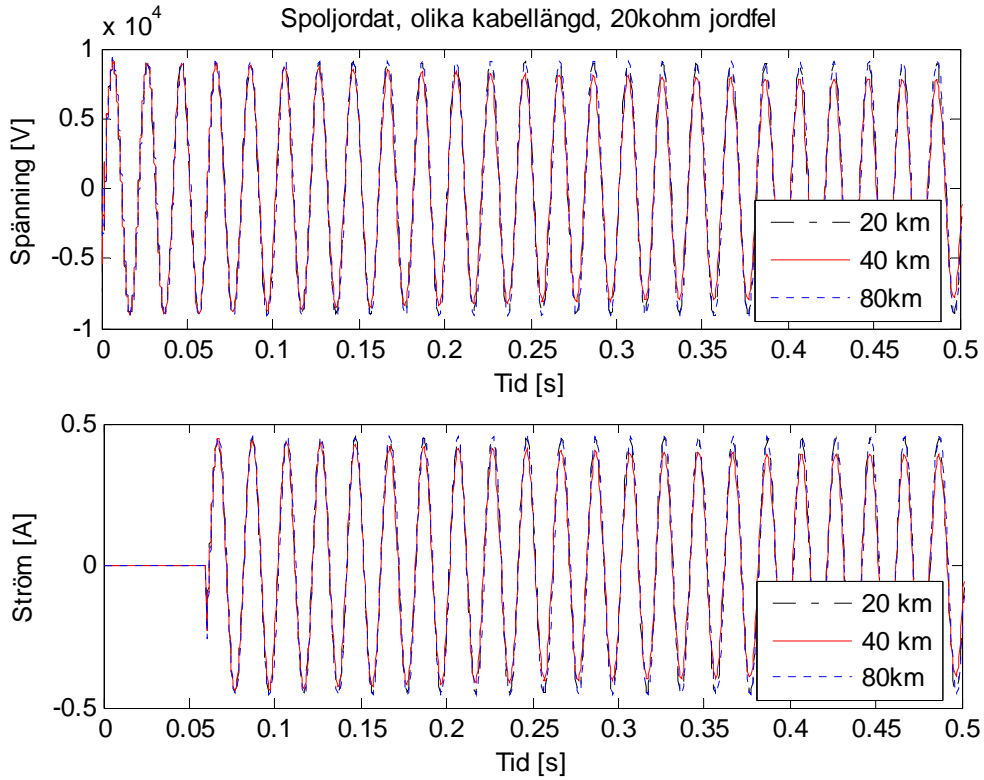 Spoljordat, olika kabellängd, 20kohm jordfel
x 10^4
Spänning [V]
1
0.5
0
-0.5
-1
0 0.05 0.1 0.15 0.2 0.25 0.3 0.35 0.4 0.45 0.5
Tid [s]
20 km
40 km
80km
Ström [A]
0.5
0
-0.5
0 0.05 0.1 0.15 0.2 0.25 0.3 0.35 0.4 0.45 0.5
Tid [s]
20 km
40 km
80km